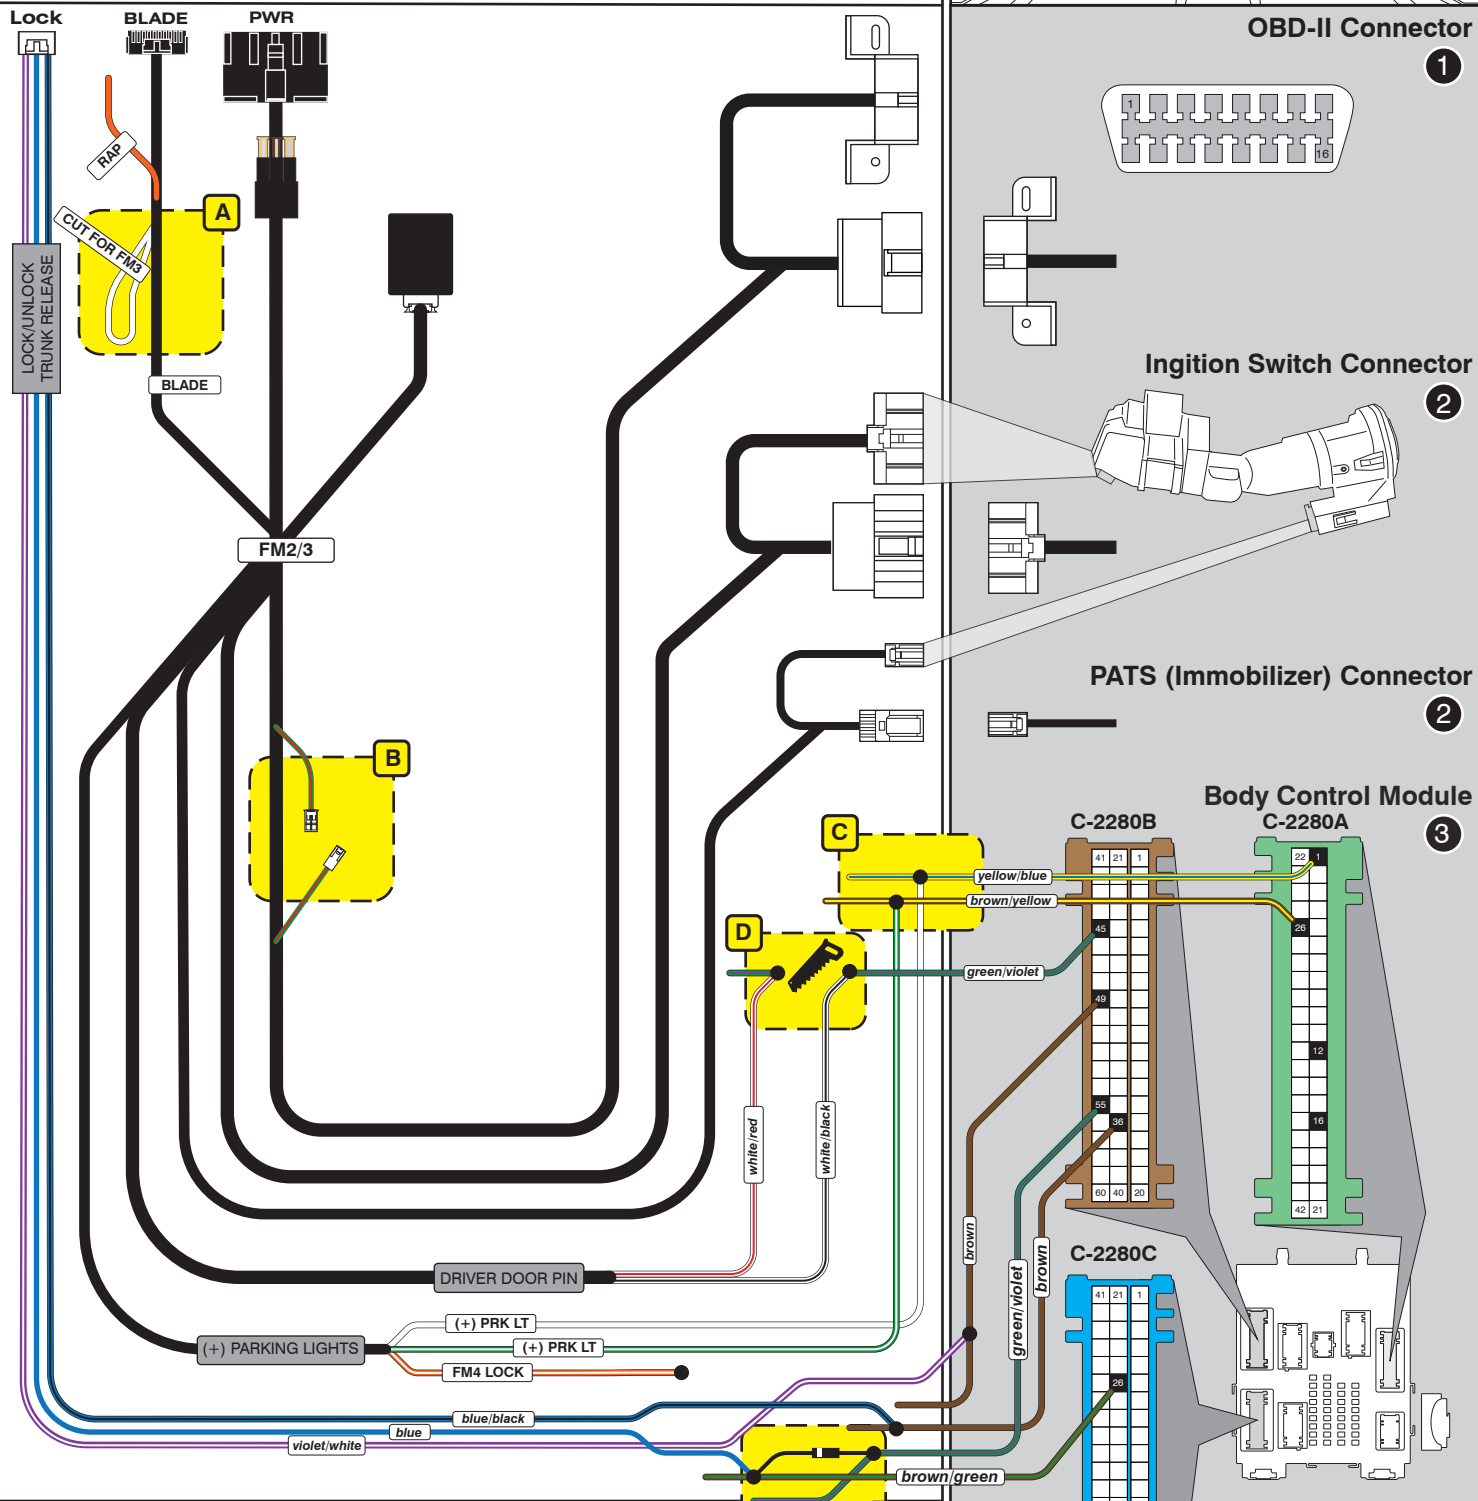 Lock
BLADE
PWR
OBD-II Connector
1
1
16
RAP
A
CUT FOR FM3
LOCK/UNLOCK
TRUNK RELEASE
BLADE
Ingition Switch Connector
2
FM2/3
PATS (Immobilizer) Connector
2
B
Body Control Module
3
C-2280B
C-2280A
C
41 21 1
22 1
yellow/blue
brown/yellow
D
45
26
green/violet
49
12
55
36
16
white/red
white/black
60 40 20
42 21
brown
green/violet
brown
C-2280C
DRIVER DOOR PIN
41 21 1
(+) PRK LT
(+) PARKING LIGHTS
(+) PRK LT
FM4 LOCK
26
blue/black
blue
violet/white
brown/green